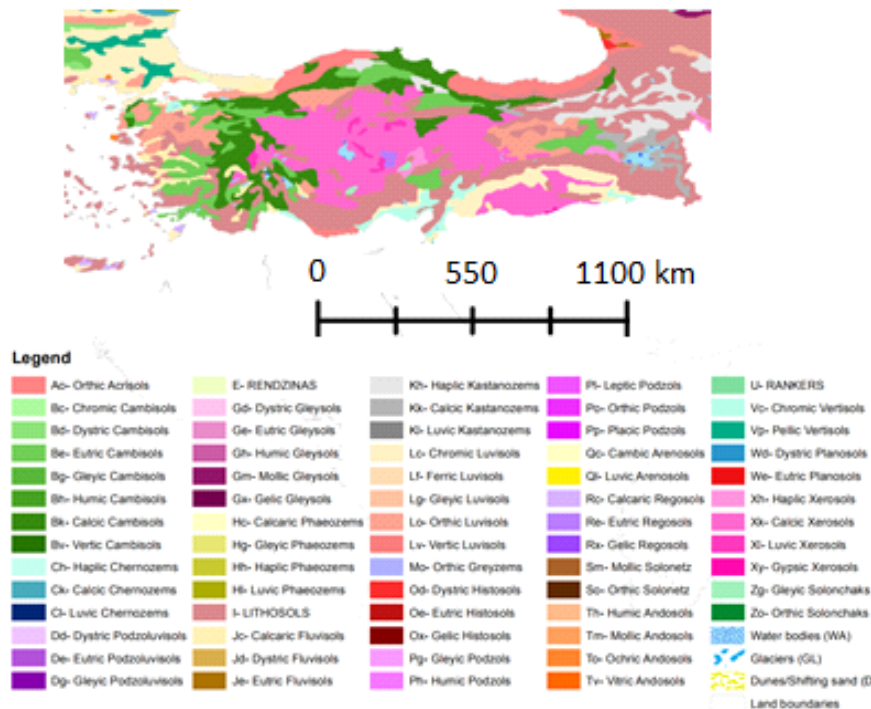 0 550 1100 km
Legend
Ao- Orthic Acrisols
Bc- Chromic Cambisols
Bd- Dystric Cambisols
Be- Eutric Cambisols
Bg- Gleyic Cambisols
Bh- Humic Cambisols
Bk- Calcic Cambisols
Bv- Vertic Cambisols
Ch- Haplic Chernozems
Ck- Calcic Chernozems
Cl- Luvic Chernozems
Dd- Dystric Podzoluvisols
De- Eutric Podzoluvisols
Dg- Gleyic Podzoluvisols
E- RENDZINAS
Gd- Dystric Gleysols
Ge- Eutric Gleysols
Gh- Humic Gleysols
Gm- Mollic Gleysols
Gx- Gelic Gleysols
Hc- Calcaric Phaeozems
Hg- Gleyic Phaeozems
Hh- Haplic Phaeozems
Hl- Luvic Phaeozems
I- LITHOSOLS
Jc- Calcaric Fluvisols
Jd- Dystric Fluvisols
Je- Eutric Fluvisols
Kh- Haplic Kastanozems
Kk- Calcic Kastanozems
Kl- Luvic Kastanozems
Lc- Chromic Luvisols
Lf- Ferric Luvisols
Lg- Gleyic Luvisols
Lo- Orthic Luvisols
Lv- Vertic Luvisols
Mo- Orthic Greyzems
Od- Dystric Histosols
Oe- Eutric Histosols
Ox- Gelic Histosols
Pg- Gleyic Podzols
Ph- Humic Podzols
Pl- Leptic Podzols
Po- Orthic Podzols
Pp- Placic Podzols
Qc- Cambic Arenosols
Ql- Luvic Arenosols
Rc- Calcaric Regosols
Re- Eutric Regosols
Rx- Gelic Regosols
Sm- Mollic Solonetz
So- Orthic Solonetz
Th- Humic Andosols
Tm- Mollic Andosols
To- Ochric Andosols
Tv- Vitric Andosols
U- RANKERS
Vc- Chromic Vertisols
Vp- Pellic Vertisols
Wd- Dystric Planosols
We- Eutric Planosols
Xh- Haplic Xerosols
Xk- Calcic Xerosols
Xl- Luvic Xerosols
Xy- Gypsic Xerosols
Zg- Gleyic Solonchaks
Zo- Orthic Solonchaks
Water bodies (WA)
Glaciers (GL)
Dunes/Shifting sand (D
Land boundaries